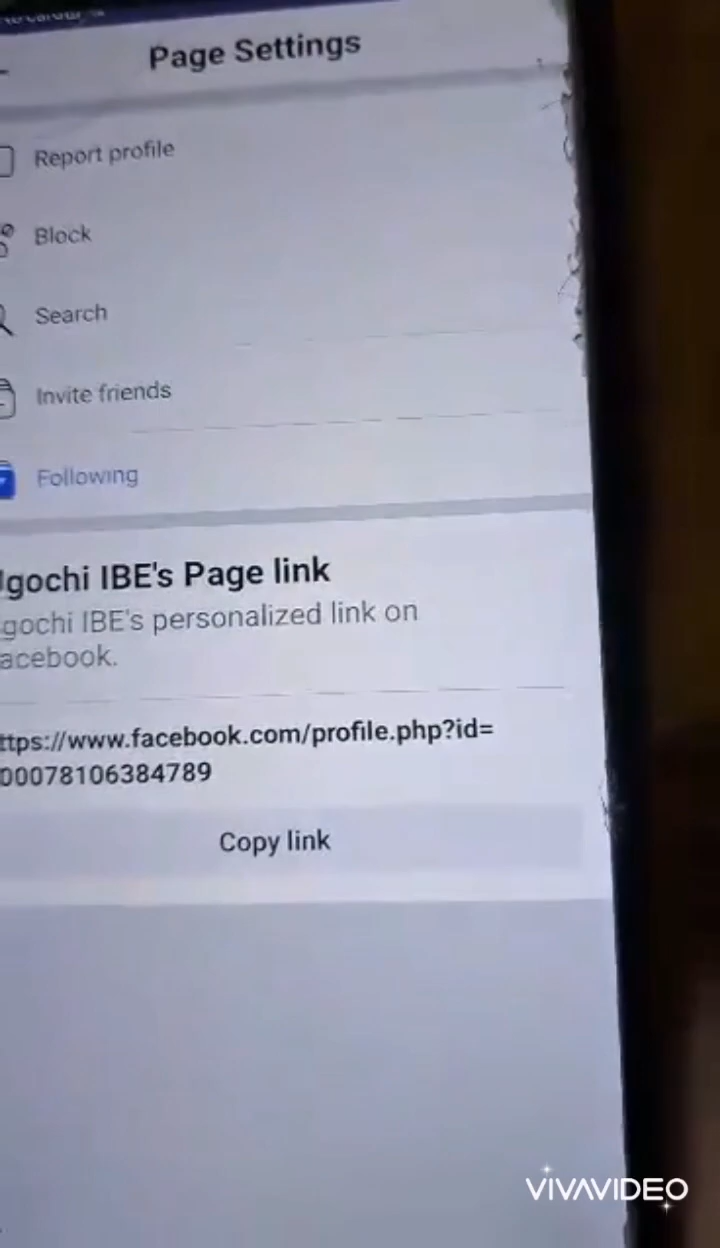 Page Settings
Report profile
Block
Search
Invite friends
Following
gochi IBE's Page link
gochi IBE's personalized link on
acebook.
ttps://www.facebook.com/profile.php?id=
00078106384789
Copy link
VIVAVIDEO